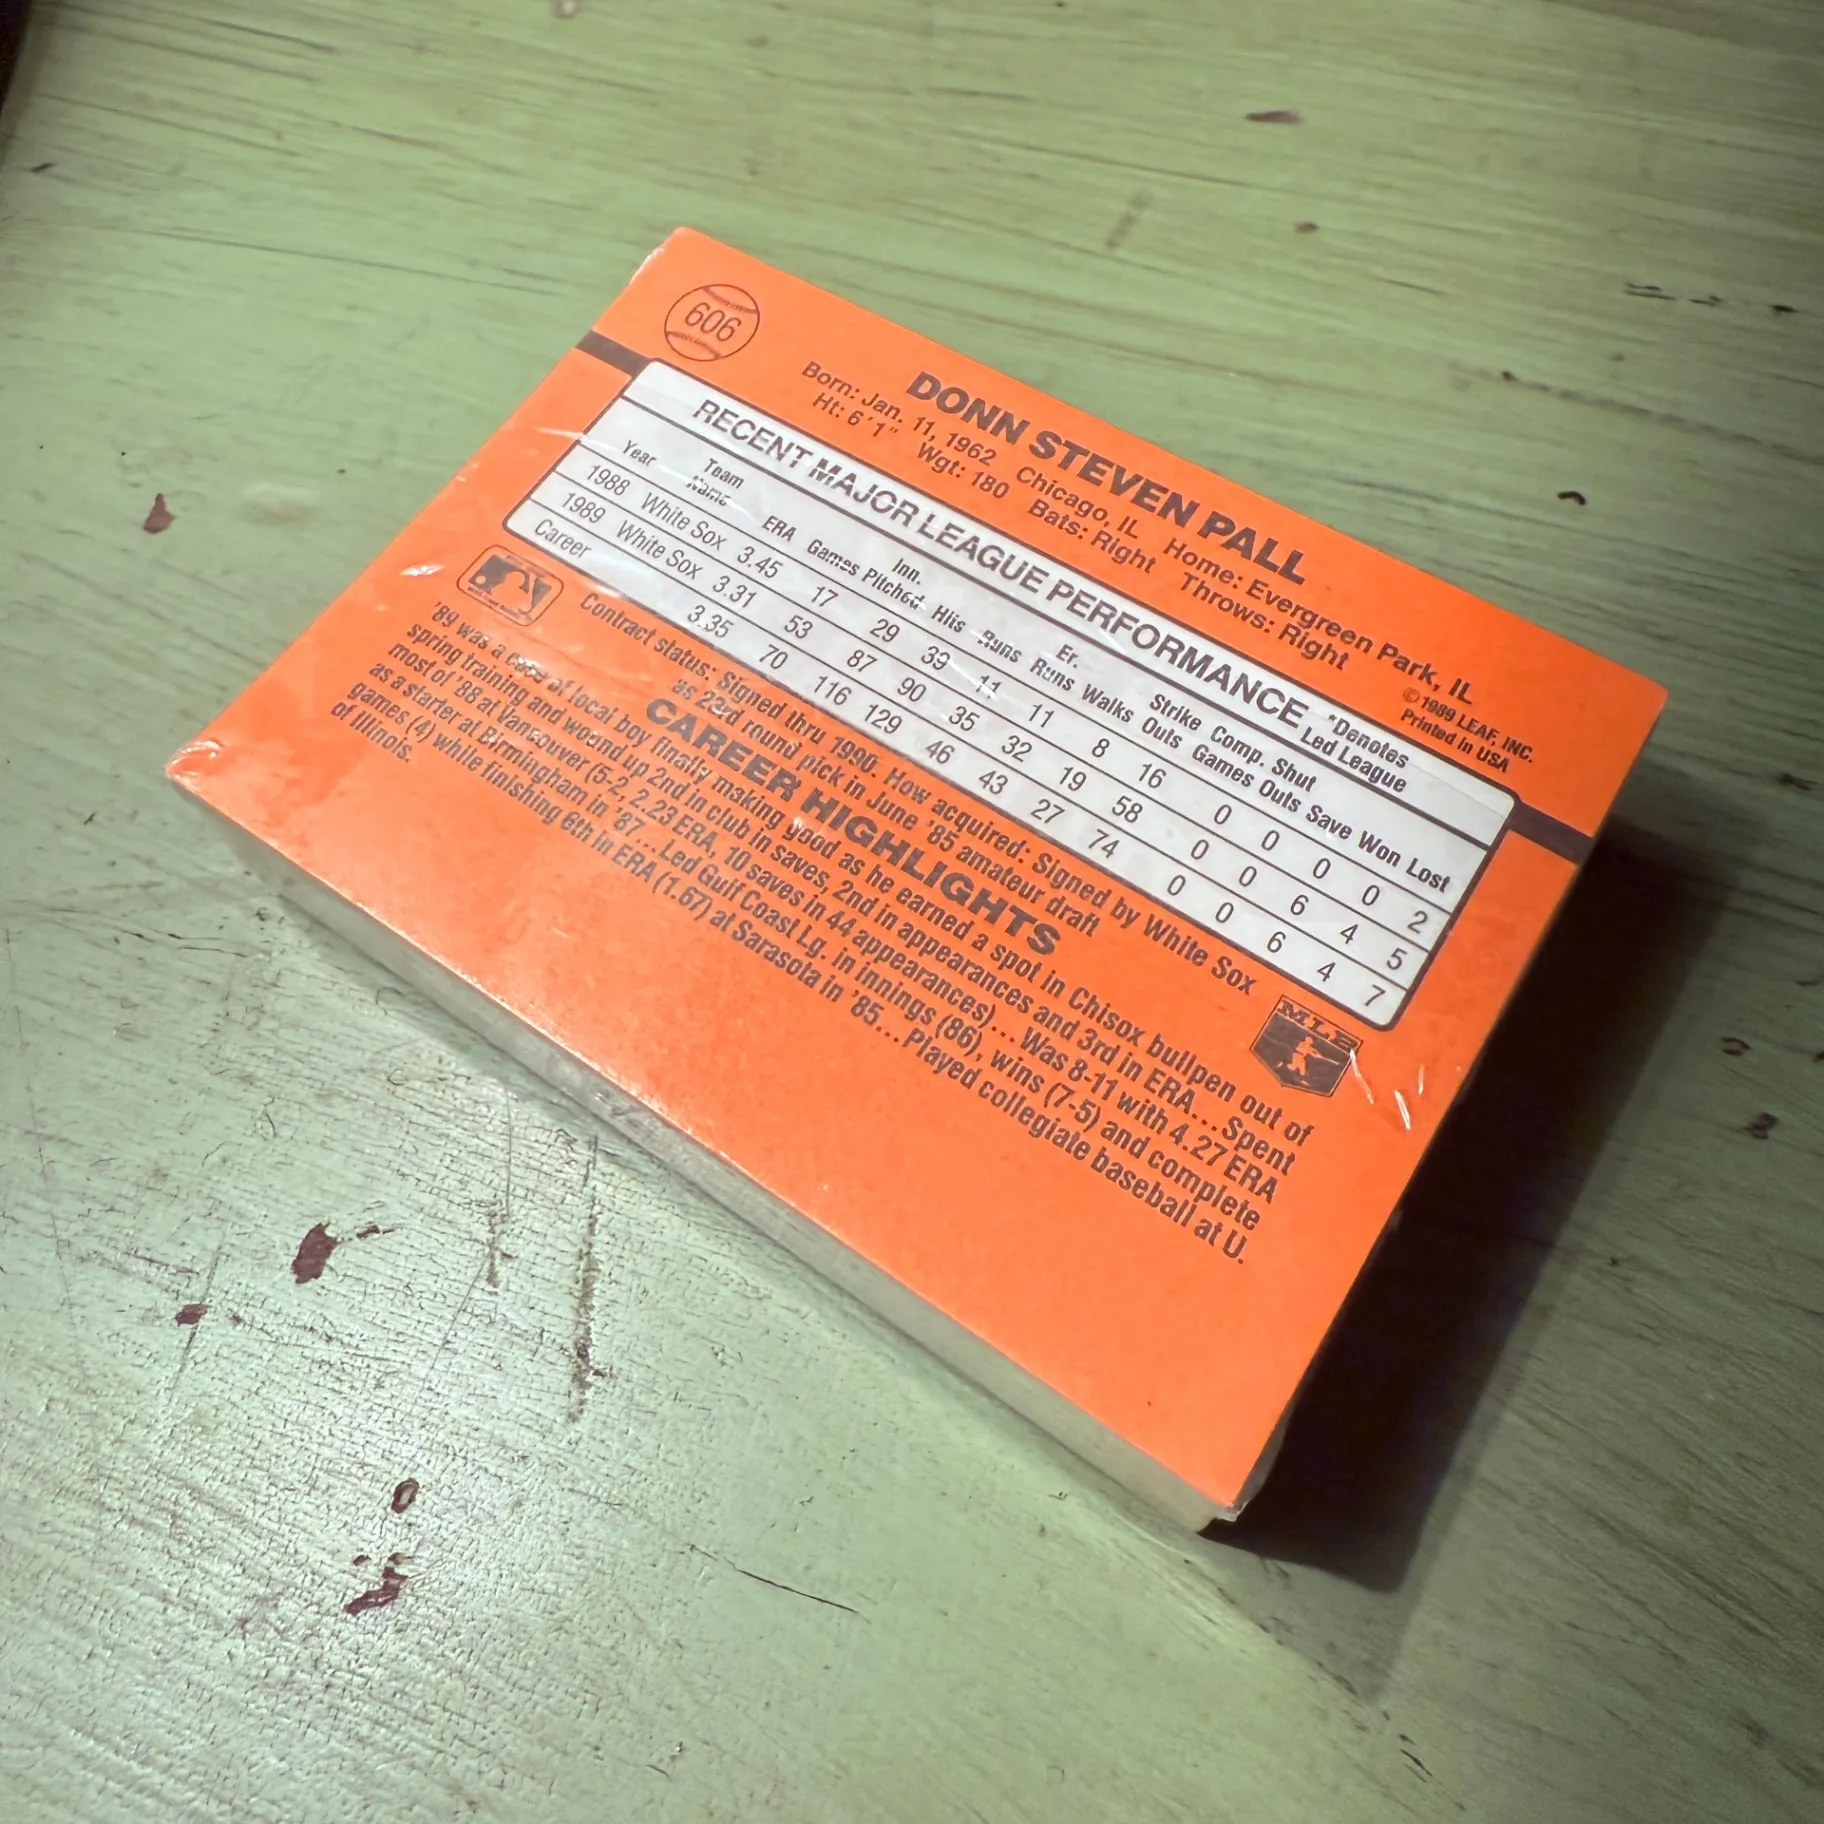 606
DONN STEVEN PALL
Born: Jan. 11, 1962 Chicago, IL Home: Evergreen Park, IL
Ht: 6'1" Wgt: 180 Bats: Right Throws: Right
© 1989 LEAF, INC.
Printed in USA
RECENT MAJOR LEAGUE PERFORMANCE
*Denotes
Led League
Year Team Name ERA Games Inn. Pitched Hits Runs Er. Runs Walks Strike Outs Comp. Games Shut Outs Save Won Lost
1988 White Sox 3.45 17 29 39 11 11 8 16 0 0 0 0 2
1989 White Sox 3.31 53 87 90 35 32 19 58 0 0 6 4 5
Career 3.35 70 116 129 46 43 27 74 0 0 6 4 7
Contract status: Signed thru 1990. How acquired: Signed by White Sox
as 23rd round pick in June '85 amateur draft
MLB
CAREER HIGHLIGHTS
'89 was a case of local boy finally making good as he earned a spot in Chisox bullpen out of
spring training and wound up 2nd in club in saves, 2nd in appearances and 3rd in ERA...Spent
most of '88 at Vancouver (5-2, 2.23 ERA, 10 saves in 44 appearances)...Was 8-11 with 4.27 ERA
as a starter at Birmingham in '87...Led Gulf Coast Lg. in innings (86), wins (7-5) and complete
games (4) while finishing 6th in ERA (1.67) at Sarasota in '85...Played collegiate baseball at U.
of Illinois.